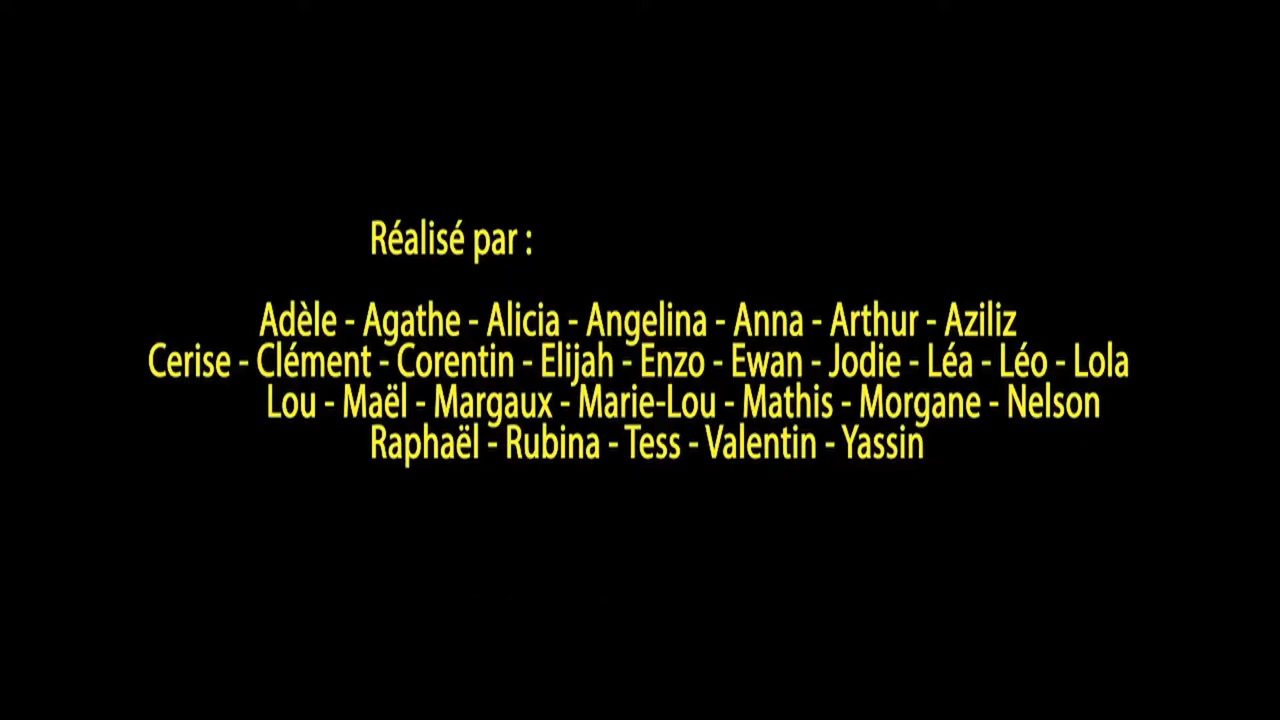 Réalisé par :
Adèle - Agathe - Alicia - Angelina - Anna - Arthur - Aziliz
Cerise - Clément - Corentin - Elijah - Enzo - Ewan - Jodie - Léa - Léo - Lola
Lou - Maël - Margaux - Marie-Lou - Mathis - Morgane - Nelson
Raphaël - Rubina - Tess - Valentin - Yassin